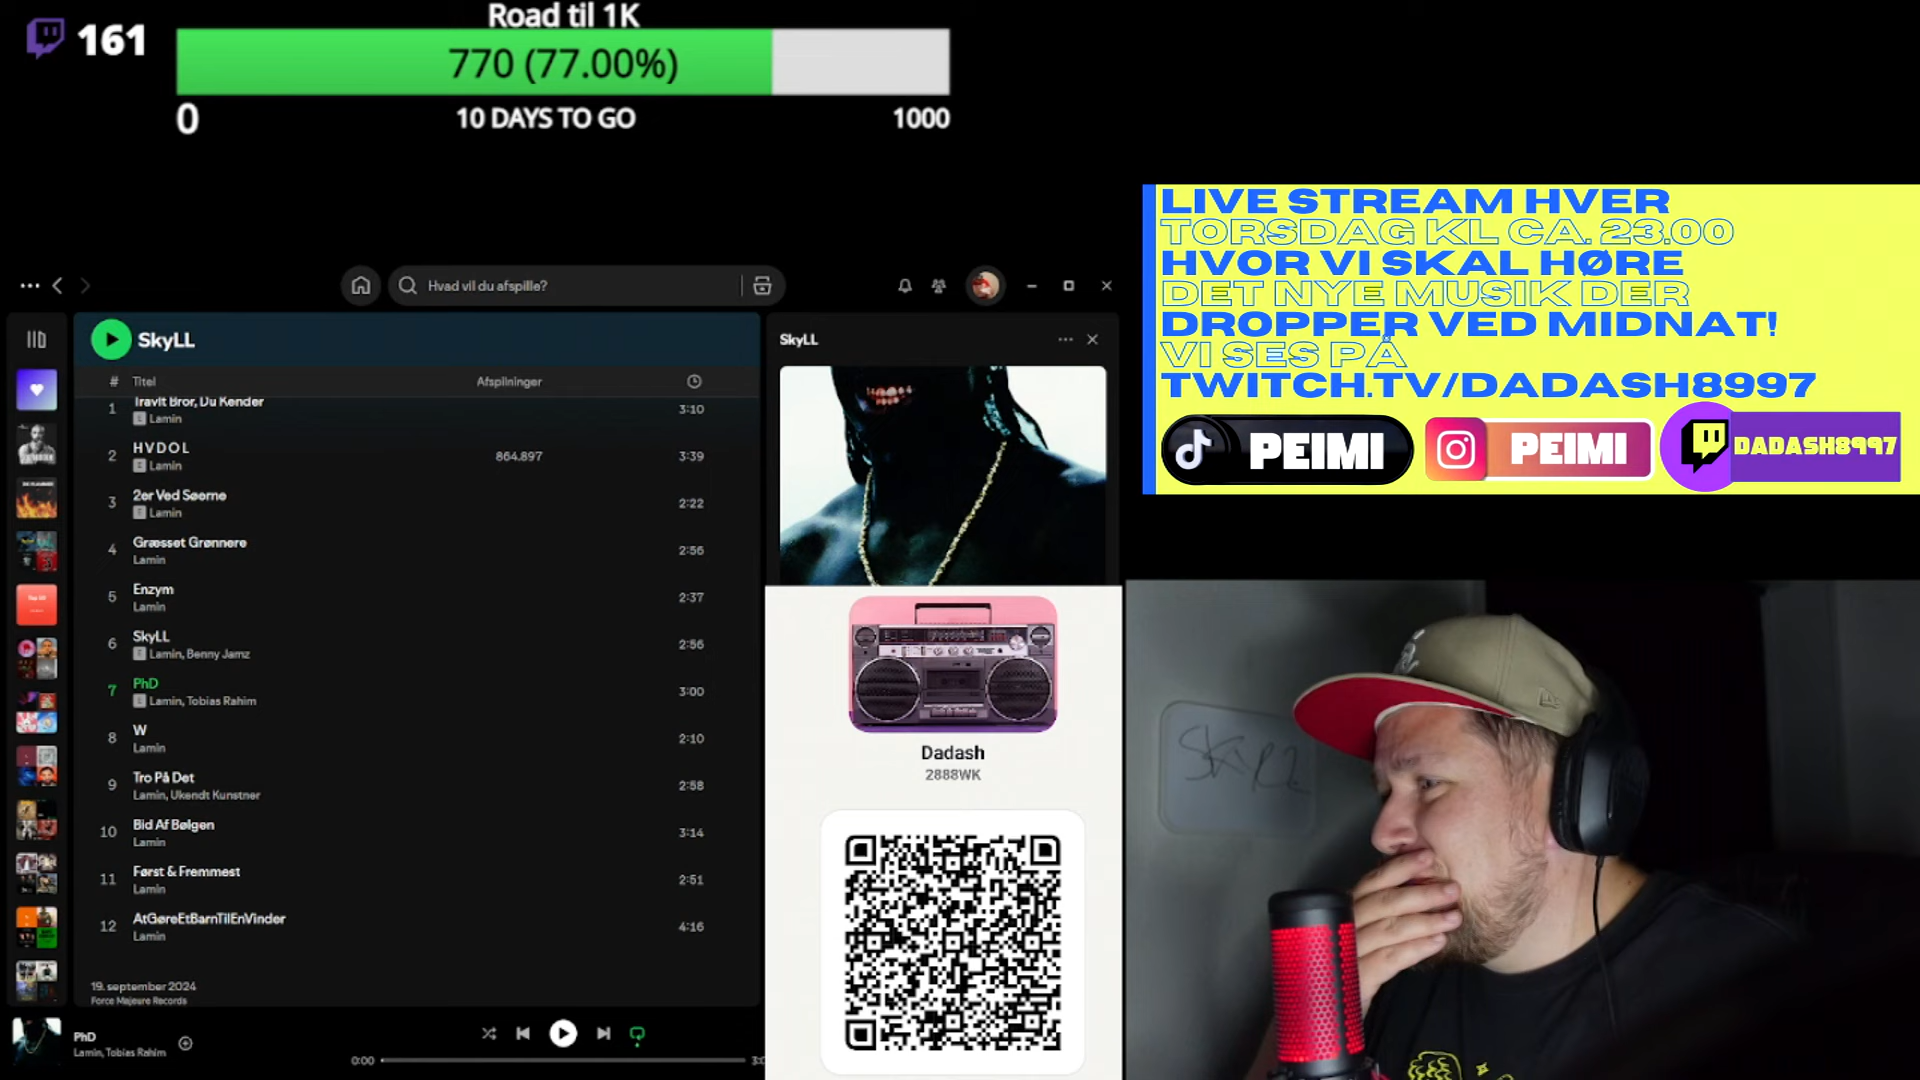 161
Road til 1K
770 (77.00%)
0
10 DAYS TO GO
1000
LIVE STREAM HVER
TORSDAG KL CA. 23.00
HVOR VI SKAL HØRE
DET NYE MUSIK DER
DROPPER VED MIDNAT!
VI SES PÅ
TWITCH.TV/DADASH8997
PEIMI
PEIMI
DADASH8997
Hvad vil du afspille?
SkyLL
# Titel Afspilninger
1 Travlt Bror, Du Kender 3:10
E Lamin
2 HVDOL 864.897 3:39
E Lamin
3 2er Ved Søerne 2:22
E Lamin
4 Græsset Grønnere 2:56
Lamin
5 Enzym 2:37
Lamin
6 SkyLL 2:56
E Lamin, Benny Jamz
7 PhD 3:00
E Lamin, Tobias Rahim
8 W 2:10
Lamin
9 Tro På Det 2:58
Lamin, Ukendt Kunstner
10 Bid Af Bølgen 3:14
Lamin
11 Først & Fremmest 2:51
Lamin
12 AtGøreEtBarnTilEnVinder 4:16
Lamin
19. september 2024
Force Majeure Records
PhD
Lamin, Tobias Rahim
0:00
3:0
SkyLL
Dadash
2888WK